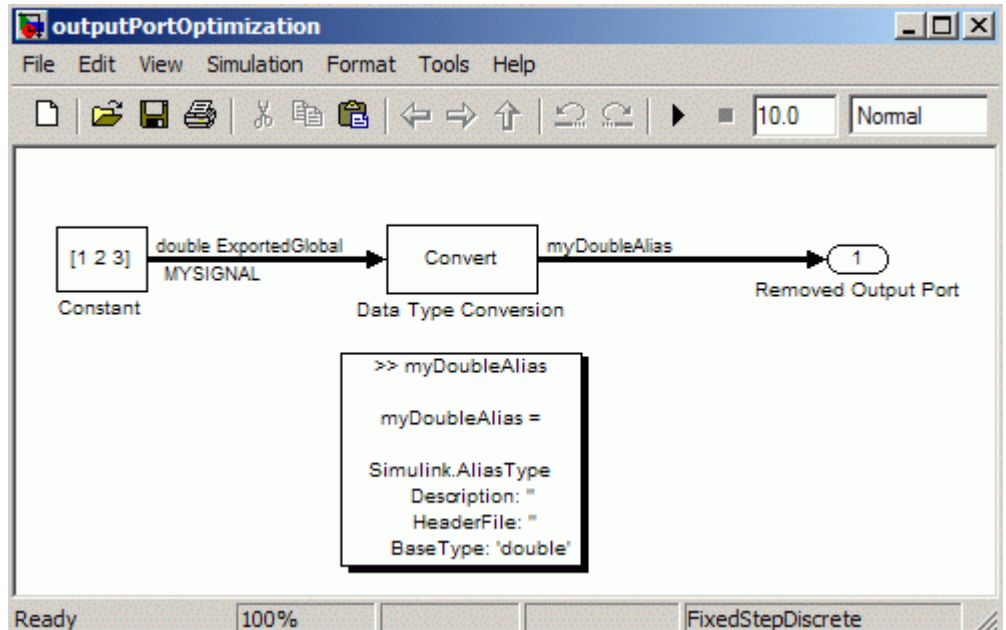 outputPortOptimization
File Edit View Simulation Format Tools Help
10.0 Normal
[1 2 3]
double ExportedGlobal
MYSIGNAL
Constant
Convert
Data Type Conversion
myDoubleAlias
1
Removed Output Port
>> myDoubleAlias
myDoubleAlias =
Simulink.AliasType
Description: ''
HeaderFile: ''
BaseType: 'double'
Ready 100% FixedStepDiscrete